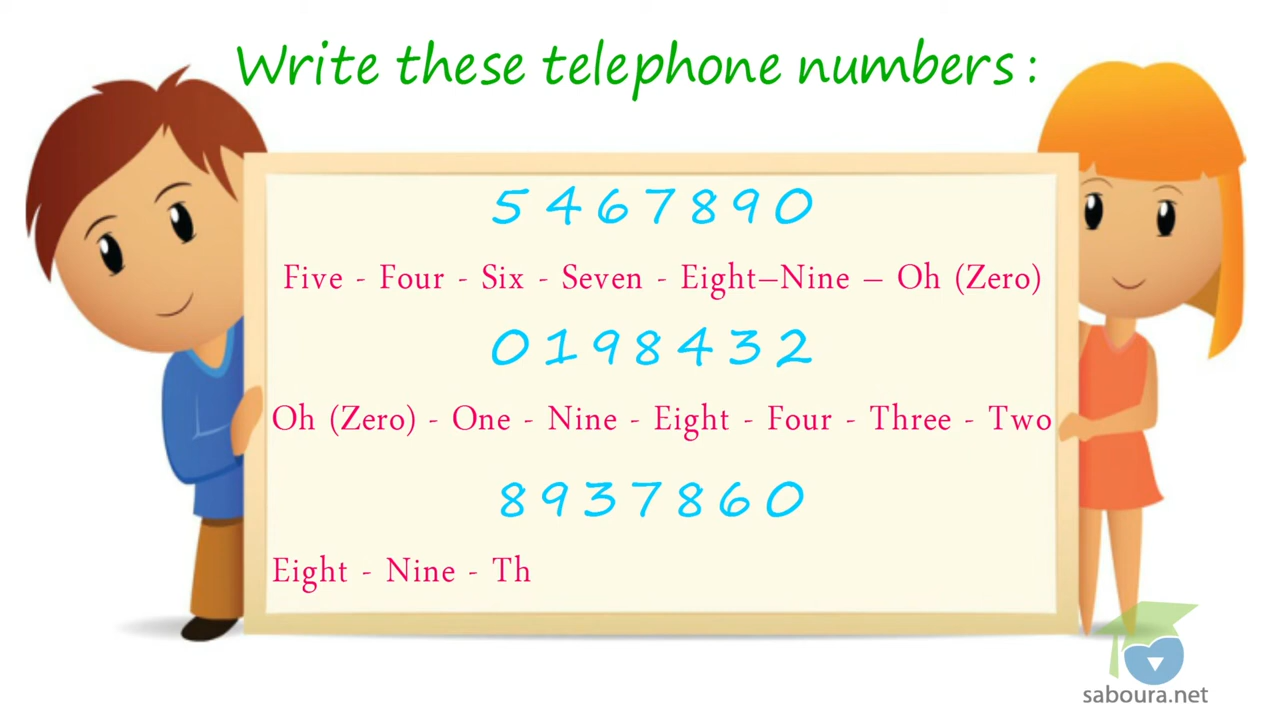 Write these telephone numbers :
5 4 6 7 8 9 0
Five - Four - Six - Seven - Eight–Nine – Oh (Zero)
0 1 9 8 4 3 2
Oh (Zero) - One - Nine - Eight - Four - Three - Two
8 9 3 7 8 6 0
Eight - Nine - Th
saboura.net